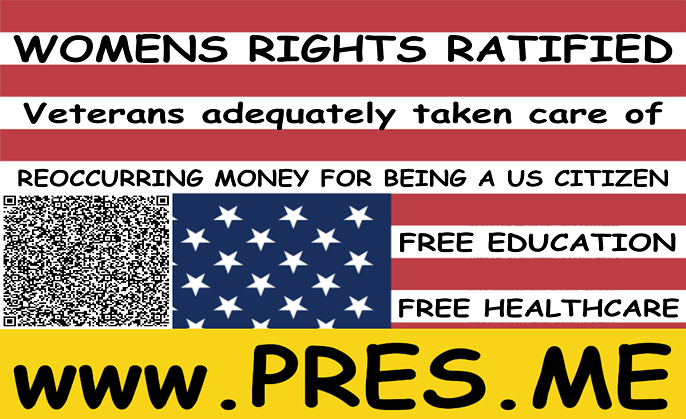 WOMENS RIGHTS RATIFIED
Veterans adequately taken care of
REOCCURRING MONEY FOR BEING A US CITIZEN
FREE EDUCATION
FREE HEALTHCARE
www.PRES.ME